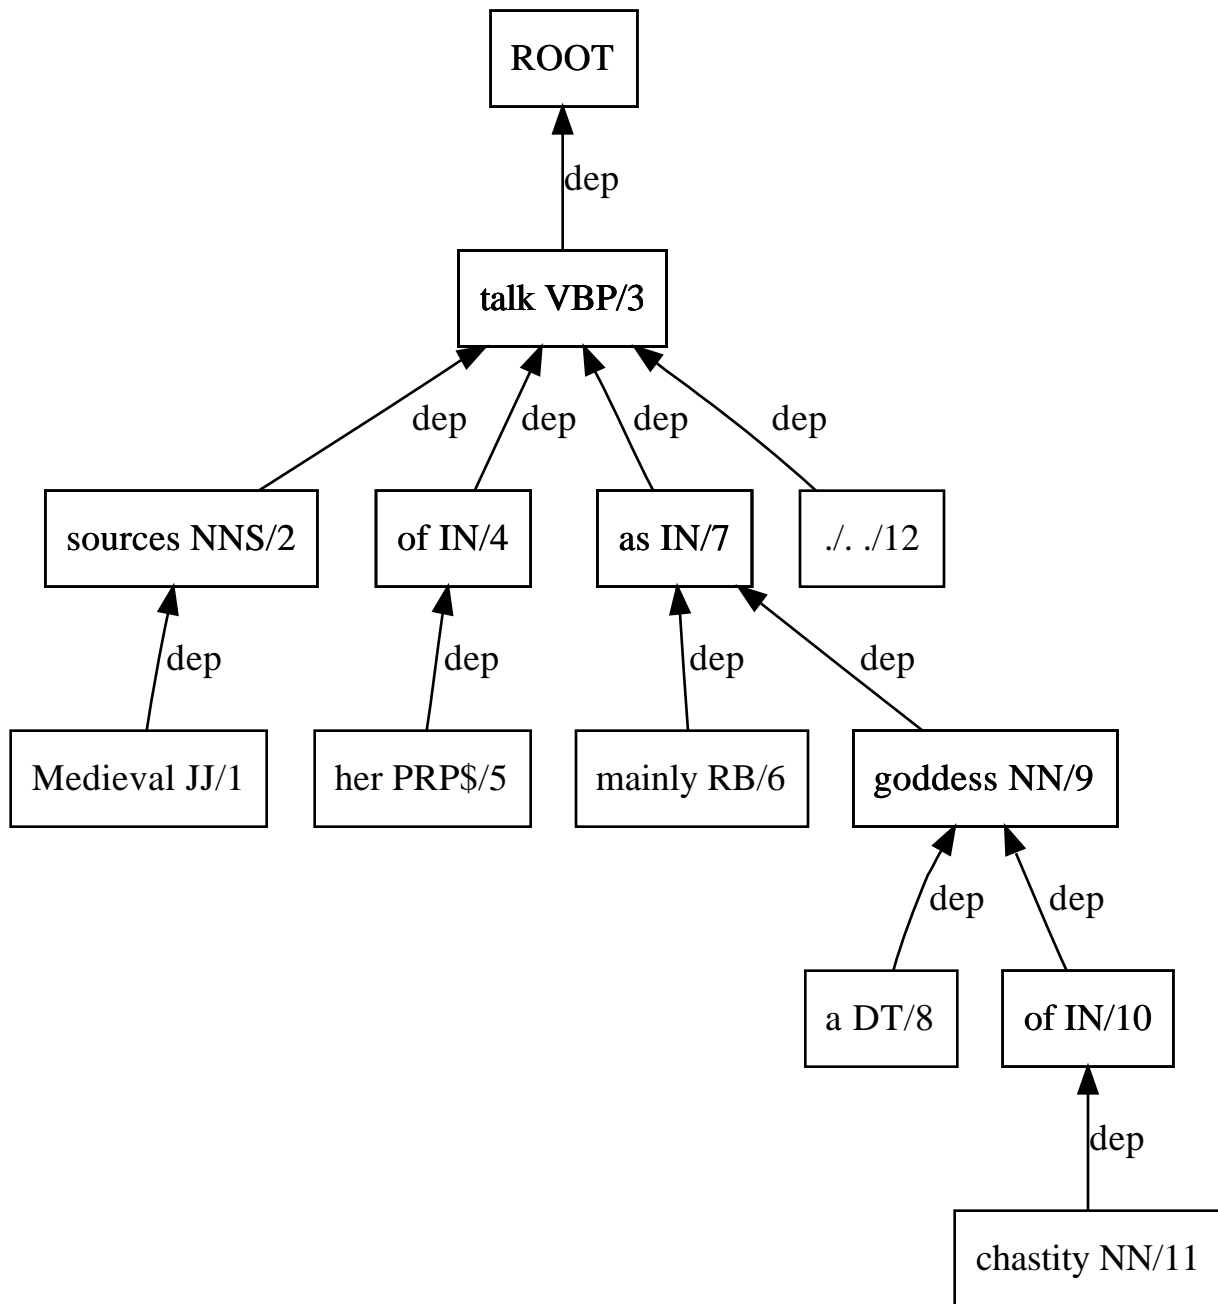 ROOT
dep
talk VBP/3
dep dep dep dep
sources NNS/2 of IN/4 as IN/7 ./. ./12
dep dep dep dep
Medieval JJ/1 her PRP$/5 mainly RB/6 goddess NN/9
dep dep
a DT/8 of IN/10
dep
chastity NN/11